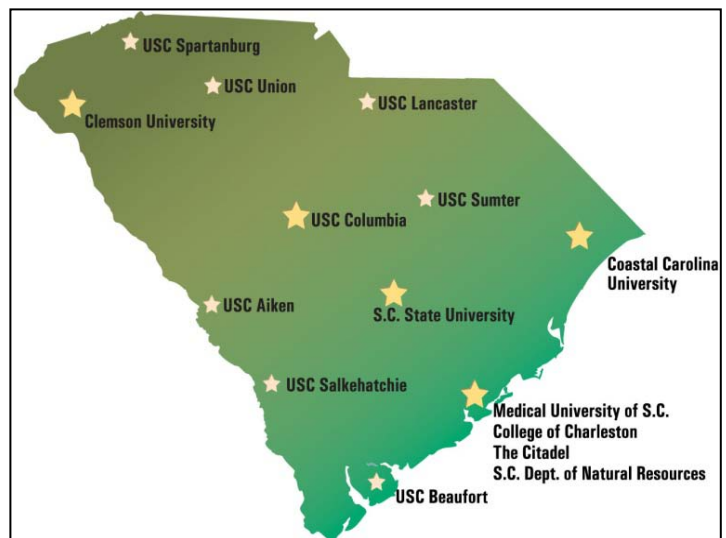 USC Spartanburg
USC Union
USC Lancaster
Clemson University
USC Sumter
USC Columbia
Coastal Carolina
University
USC Aiken
S.C. State University
USC Salkehatchie
Medical University of S.C.
College of Charleston
The Citadel
S.C. Dept. of Natural Resources
USC Beaufort